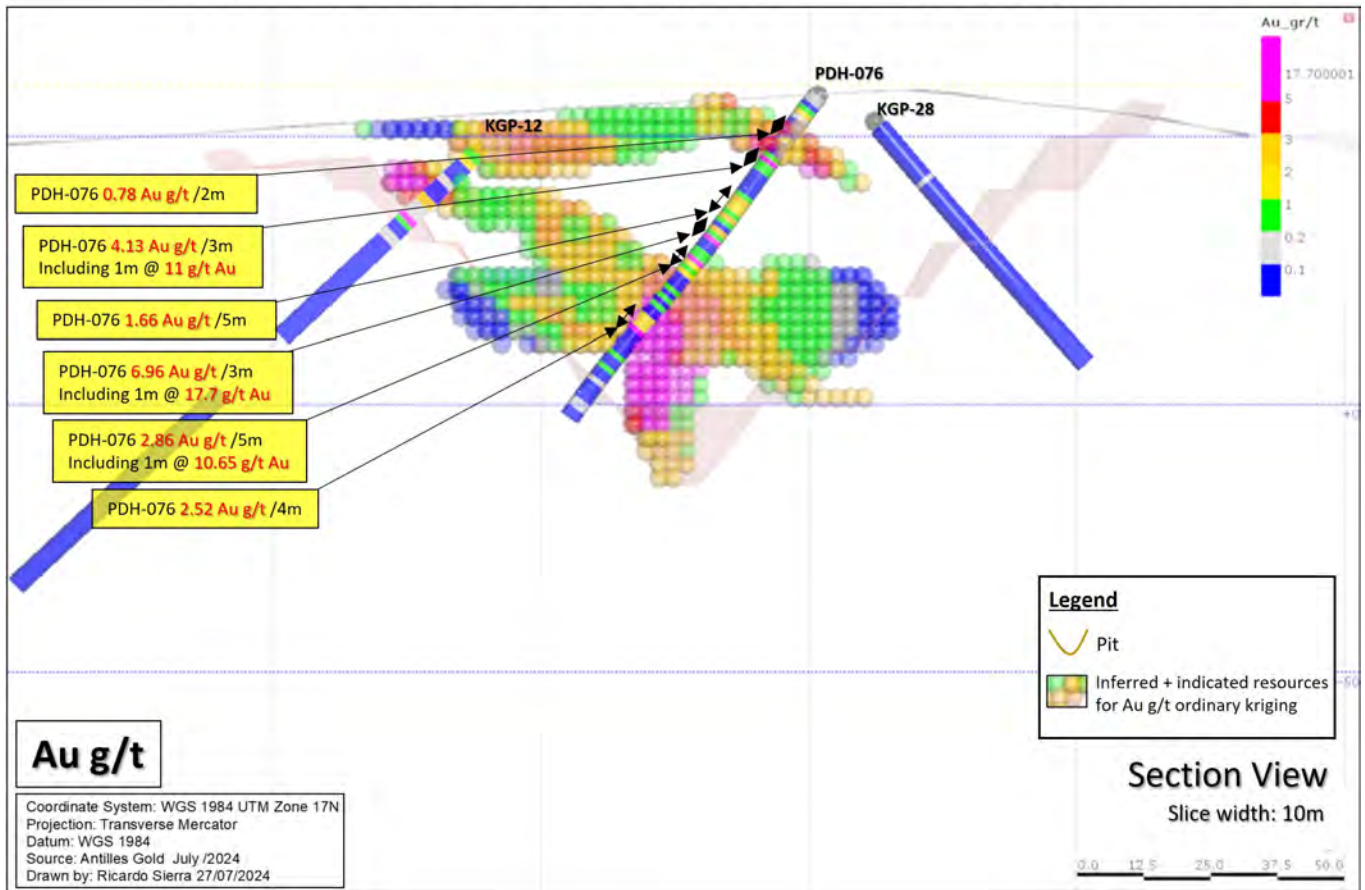 Au_gr/t
17.700001
5
3
2
1
0.2
0.1
PDH-076
KGP-28
KGP-12
PDH-076 0.78 Au g/t /2m
PDH-076 4.13 Au g/t /3m
Including 1m @ 11 g/t Au
PDH-076 1.66 Au g/t /5m
PDH-076 6.96 Au g/t /3m
Including 1m @ 17.7 g/t Au
PDH-076 2.86 Au g/t /5m
Including 1m @ 10.65 g/t Au
PDH-076 2.52 Au g/t /4m
+0
-50
Legend
Pit
Inferred + indicated resources
for Au g/t ordinary kriging
Au g/t
Section View
Slice width: 10m
Coordinate System: WGS 1984 UTM Zone 17N
Projection: Transverse Mercator
Datum: WGS 1984
Source: Antilles Gold July /2024
Drawn by: Ricardo Sierra 27/07/2024
0.0 12.5 25.0 37.5 50.0